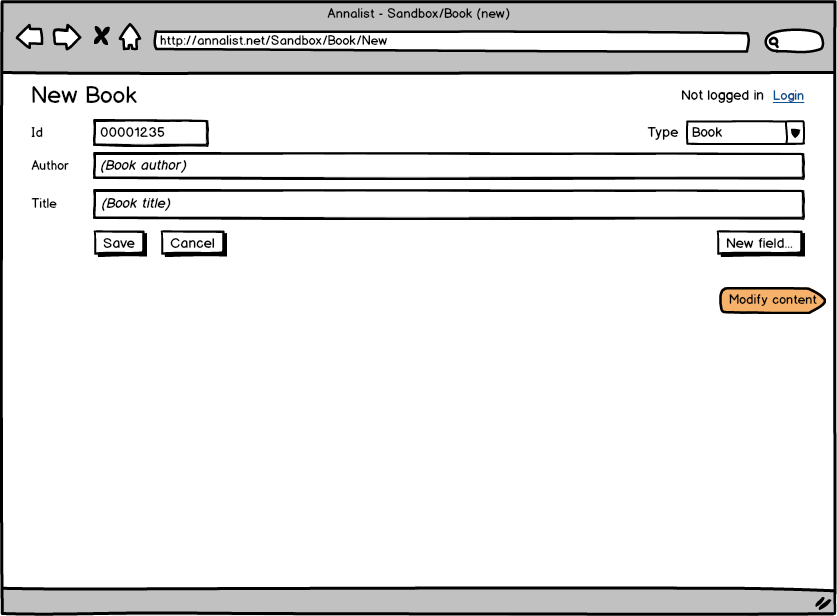 Annalist - Sandbox/Book (new)
http://annalist.net/Sandbox/Book/New
New Book
Not logged in Login
Id 00001235 Type Book
Author (Book author)
Title (Book title)
Save Cancel New field...
Modify content